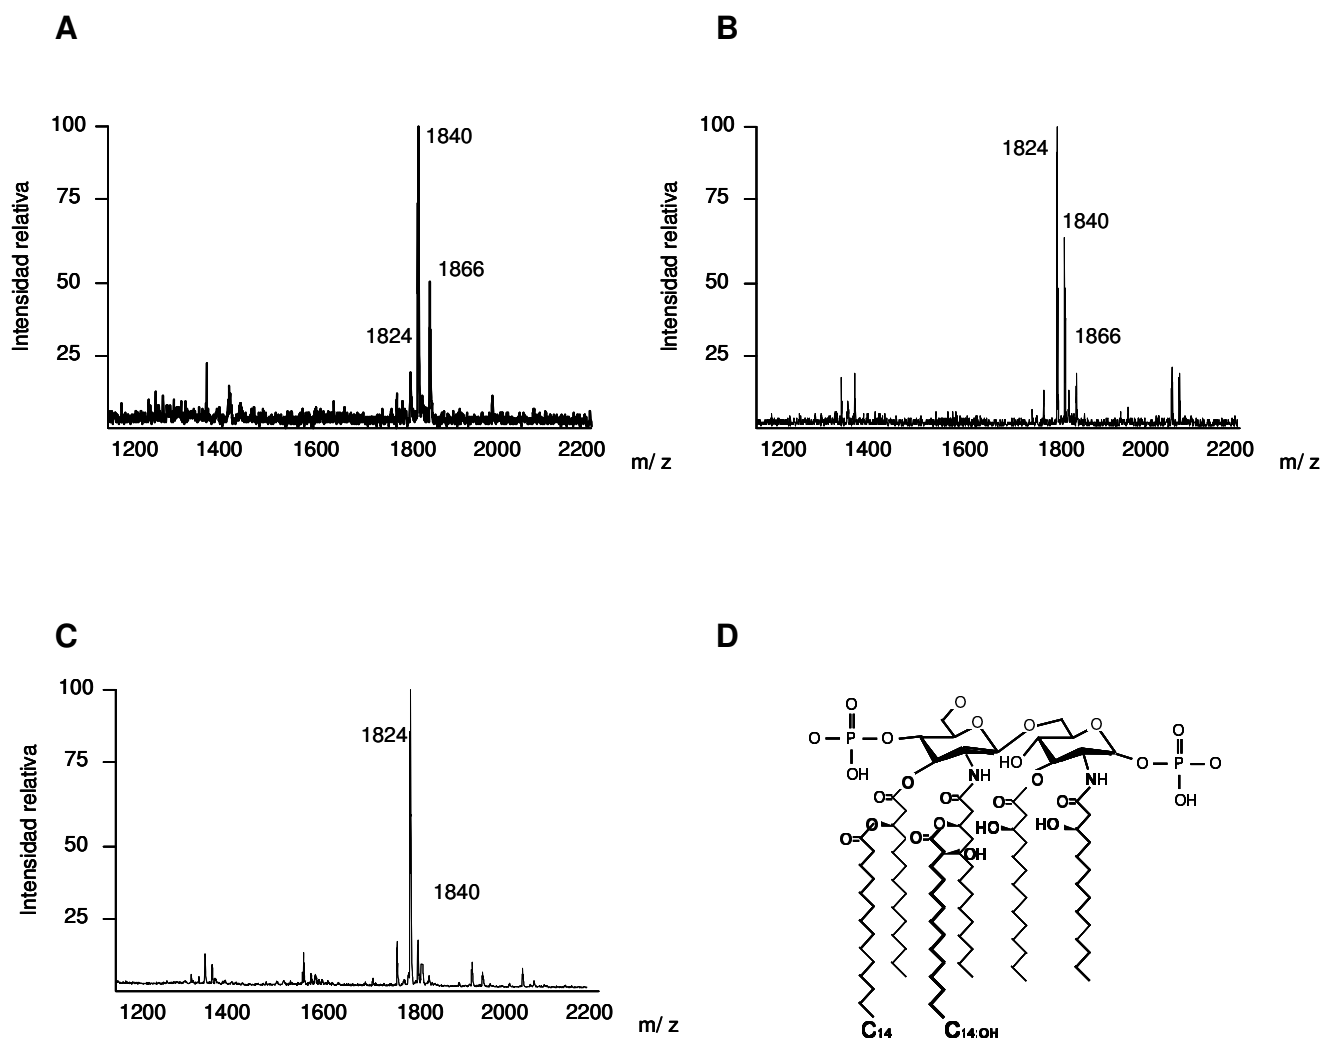 A
Intensidad relativa
100
75
50
25
1840
1866
1824
1200 1400 1600 1800 2000 2200
m/ z
B
Intensidad relativa
100
75
50
25
1824
1840
1866
1200 1400 1600 1800 2000 2200
m/ z
C
Intensidad relativa
100
75
50
25
1824
1840
1200 1400 1600 1800 2000 2200
m/ z
D
O
O
O P O
OH
O
O
O
HO
O
O
O P O
OH
O
NH
O
NH
O
O
O
O
O
O
O
O
OH
HO
HO
C14
C14:OH